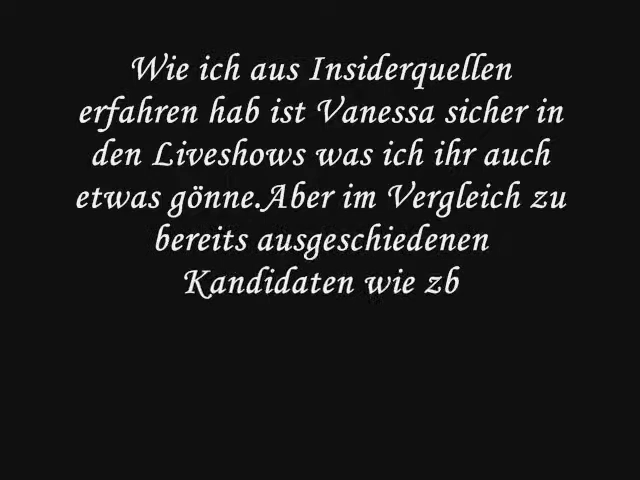 Wie ich aus Insiderquellen
erfahren hab ist Vanessa sicher in
den Liveshows was ich ihr auch
etwas gönne.Aber im Vergleich zu
bereits ausgeschiedenen
Kandidaten wie zb